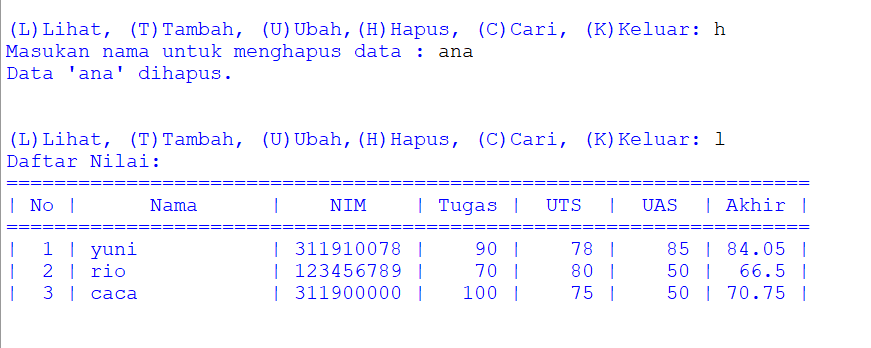 (L)Lihat, (T)Tambah, (U)Ubah,(H)Hapus, (C)Cari, (K)Keluar: h
Masukan nama untuk menghapus data : ana
Data 'ana' dihapus.
(L)Lihat, (T)Tambah, (U)Ubah,(H)Hapus, (C)Cari, (K)Keluar: l
Daftar Nilai:
===================================================================
| No |      Nama      |    NIM    | Tugas |  UTS  |  UAS  | Akhir |
===================================================================
|  1 | yuni           | 311910078 |    90 |    78 |    85 | 84.05 |
|  2 | rio            | 123456789 |    70 |    80 |    50 |  66.5 |
|  3 | caca           | 311900000 |   100 |    75 |    50 | 70.75 |